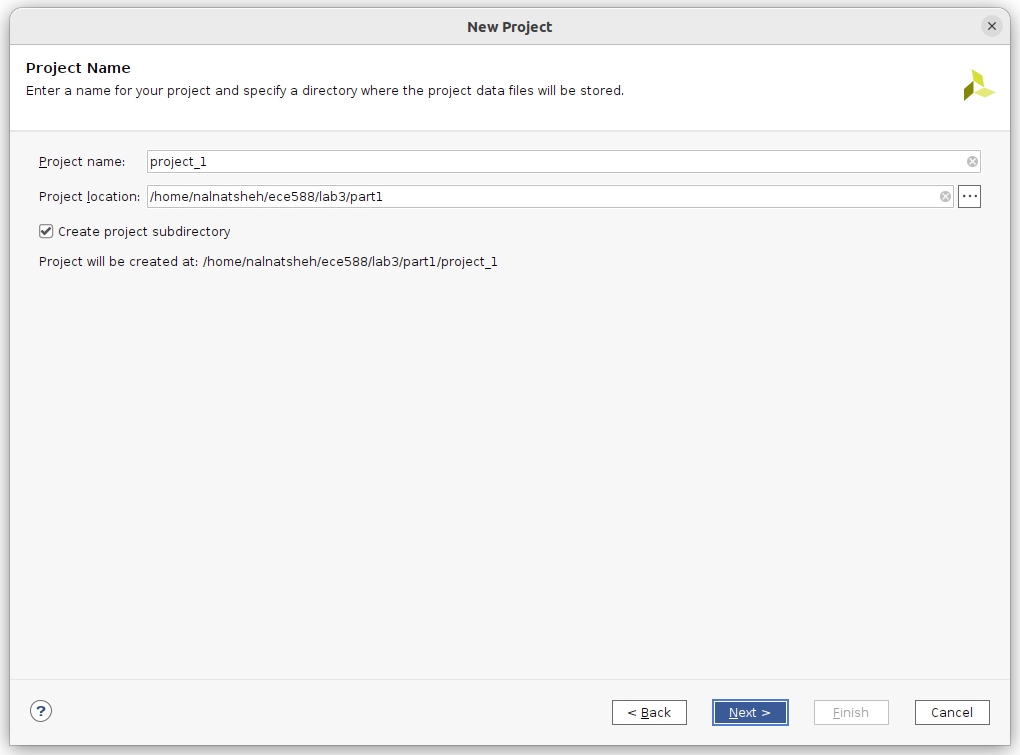 New Project
Project Name
Enter a name for your project and specify a directory where the project data files will be stored.
Project name: project_1
Project location: /home/nalnatsheh/ece588/lab3/part1 ...
Create project subdirectory
Project will be created at: /home/nalnatsheh/ece588/lab3/part1/project_1
? < Back Next > Finish Cancel